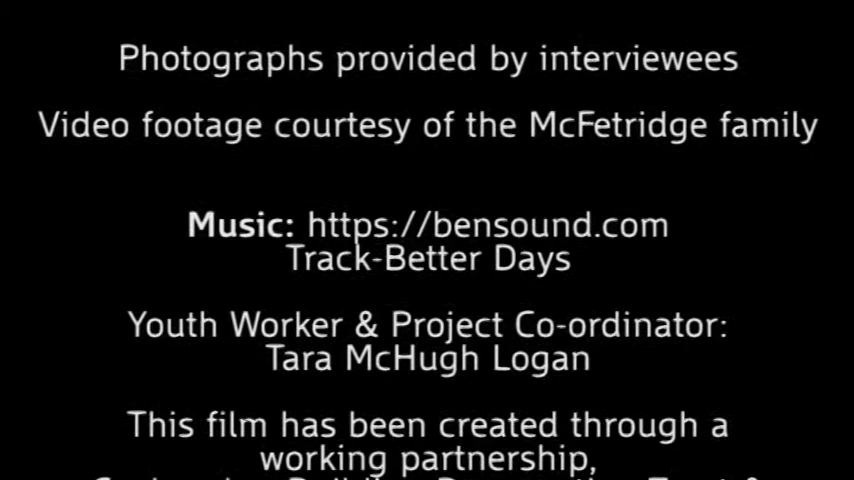 Photographs provided by interviewees
Video footage courtesy of the McFetridge family
Music: https://bensound.com
Track-Better Days
Youth Worker & Project Co-ordinator:
Tara McHugh Logan
This film has been created through a
working partnership,